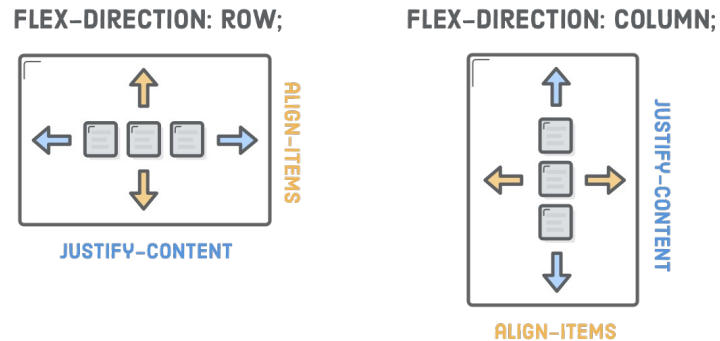 FLEX-DIRECTION: ROW;
ALIGN-ITEMS
JUSTIFY-CONTENT
FLEX-DIRECTION: COLUMN;
JUSTIFY-CONTENT
ALIGN-ITEMS